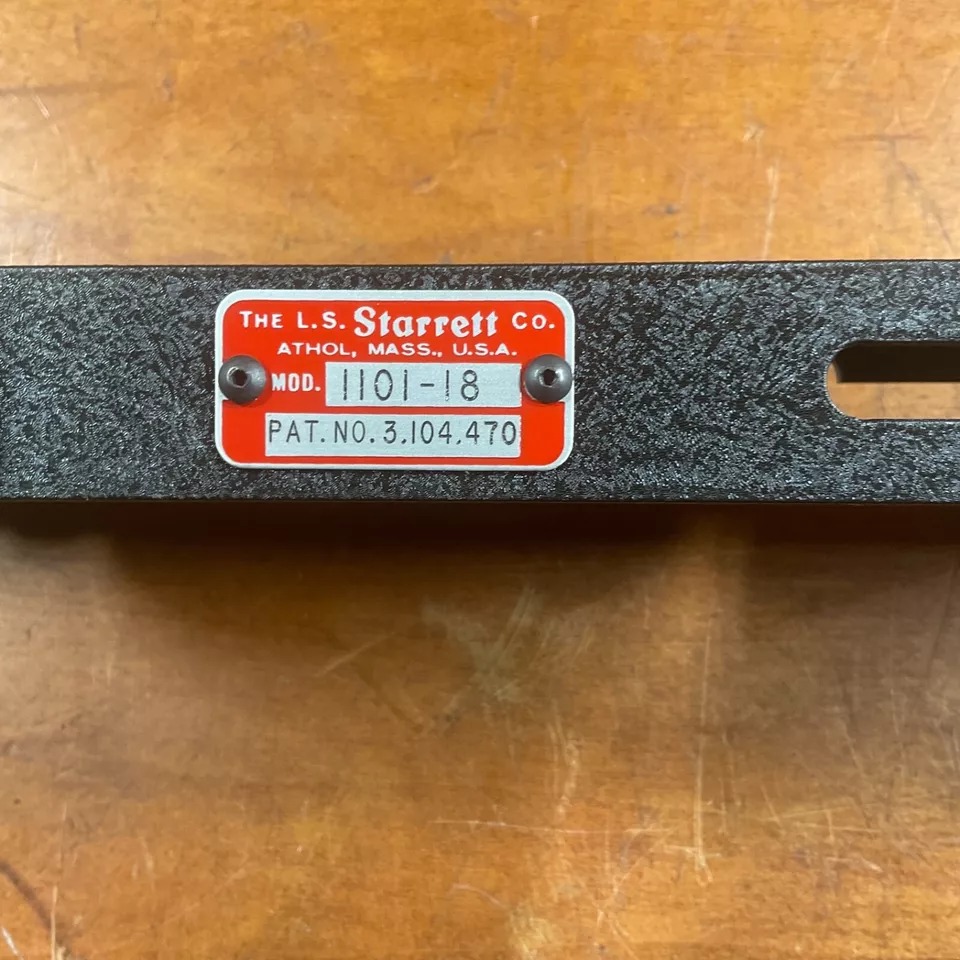 THE L.S. Starrett CO.
ATHOL, MASS., U.S.A.
MOD. 1101-18
PAT. NO. 3,104,470